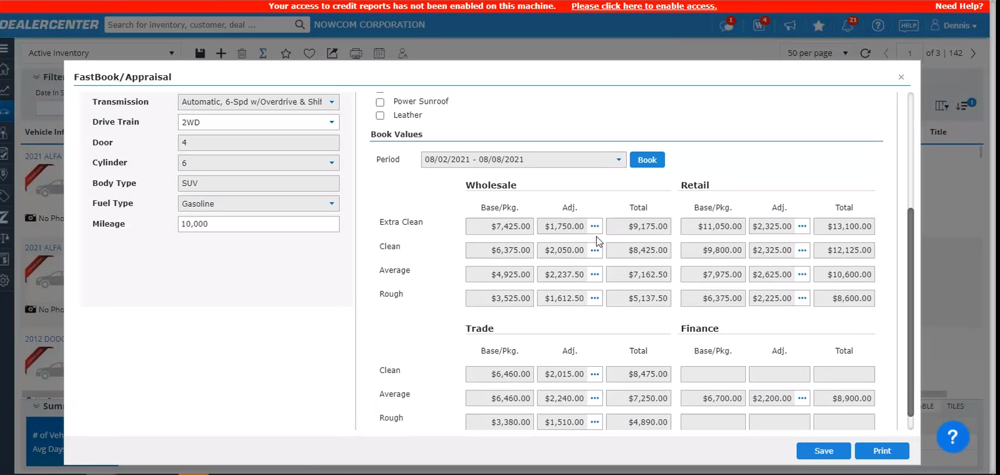 Your access to credit reports has not been enabled on this machine. Please click here to enable access. Need Help?
DEALERCENTER Search for inventory, customer, deal ... NOWCOM CORPORATION 1 W 4 21 ? HELP Dennis
Active Inventory 50 per page 1 of 3 | 142
FastBook/Appraisal
Date In
Vehicle
Title
1
2021 ALFA
No Pho
2021 ALFA
No Pho
2012 DODG
Summ
# of Veh
Avg Days
Transmission Automatic, 6-Spd w/Overdrive & Shif
Drive Train 2WD
Door 4
Cylinder 6
Body Type SUV
Fuel Type Gasoline
Mileage 10,000
Power Sunroof
Leather
Book Values
Period 08/02/2021 - 08/08/2021 Book
Wholesale Retail
Base/Pkg. Adj. Total Base/Pkg. Adj. Total
Extra Clean $7,425.00 $1,750.00 ••• $9,175.00 $11,050.00 $2,325.00 ••• $13,100.00
Clean $6,375.00 $2,050.00 ••• $8,425.00 $9,800.00 $2,325.00 ••• $12,125.00
Average $4,925.00 $2,237.50 ••• $7,162.50 $7,975.00 $2,625.00 ••• $10,600.00
Rough $3,525.00 $1,612.50 ••• $5,137.50 $6,375.00 $2,225.00 ••• $8,600.00
Trade Finance
Base/Pkg. Adj. Total Base/Pkg. Adj. Total
Clean $6,460.00 $2,015.00 ••• $8,475.00
Average $6,460.00 $2,240.00 ••• $7,250.00 $6,700.00 $2,200.00 ••• $8,900.00
Rough $3,380.00 $1,510.00 ••• $4,890.00
BLE TILES
Save Print
?